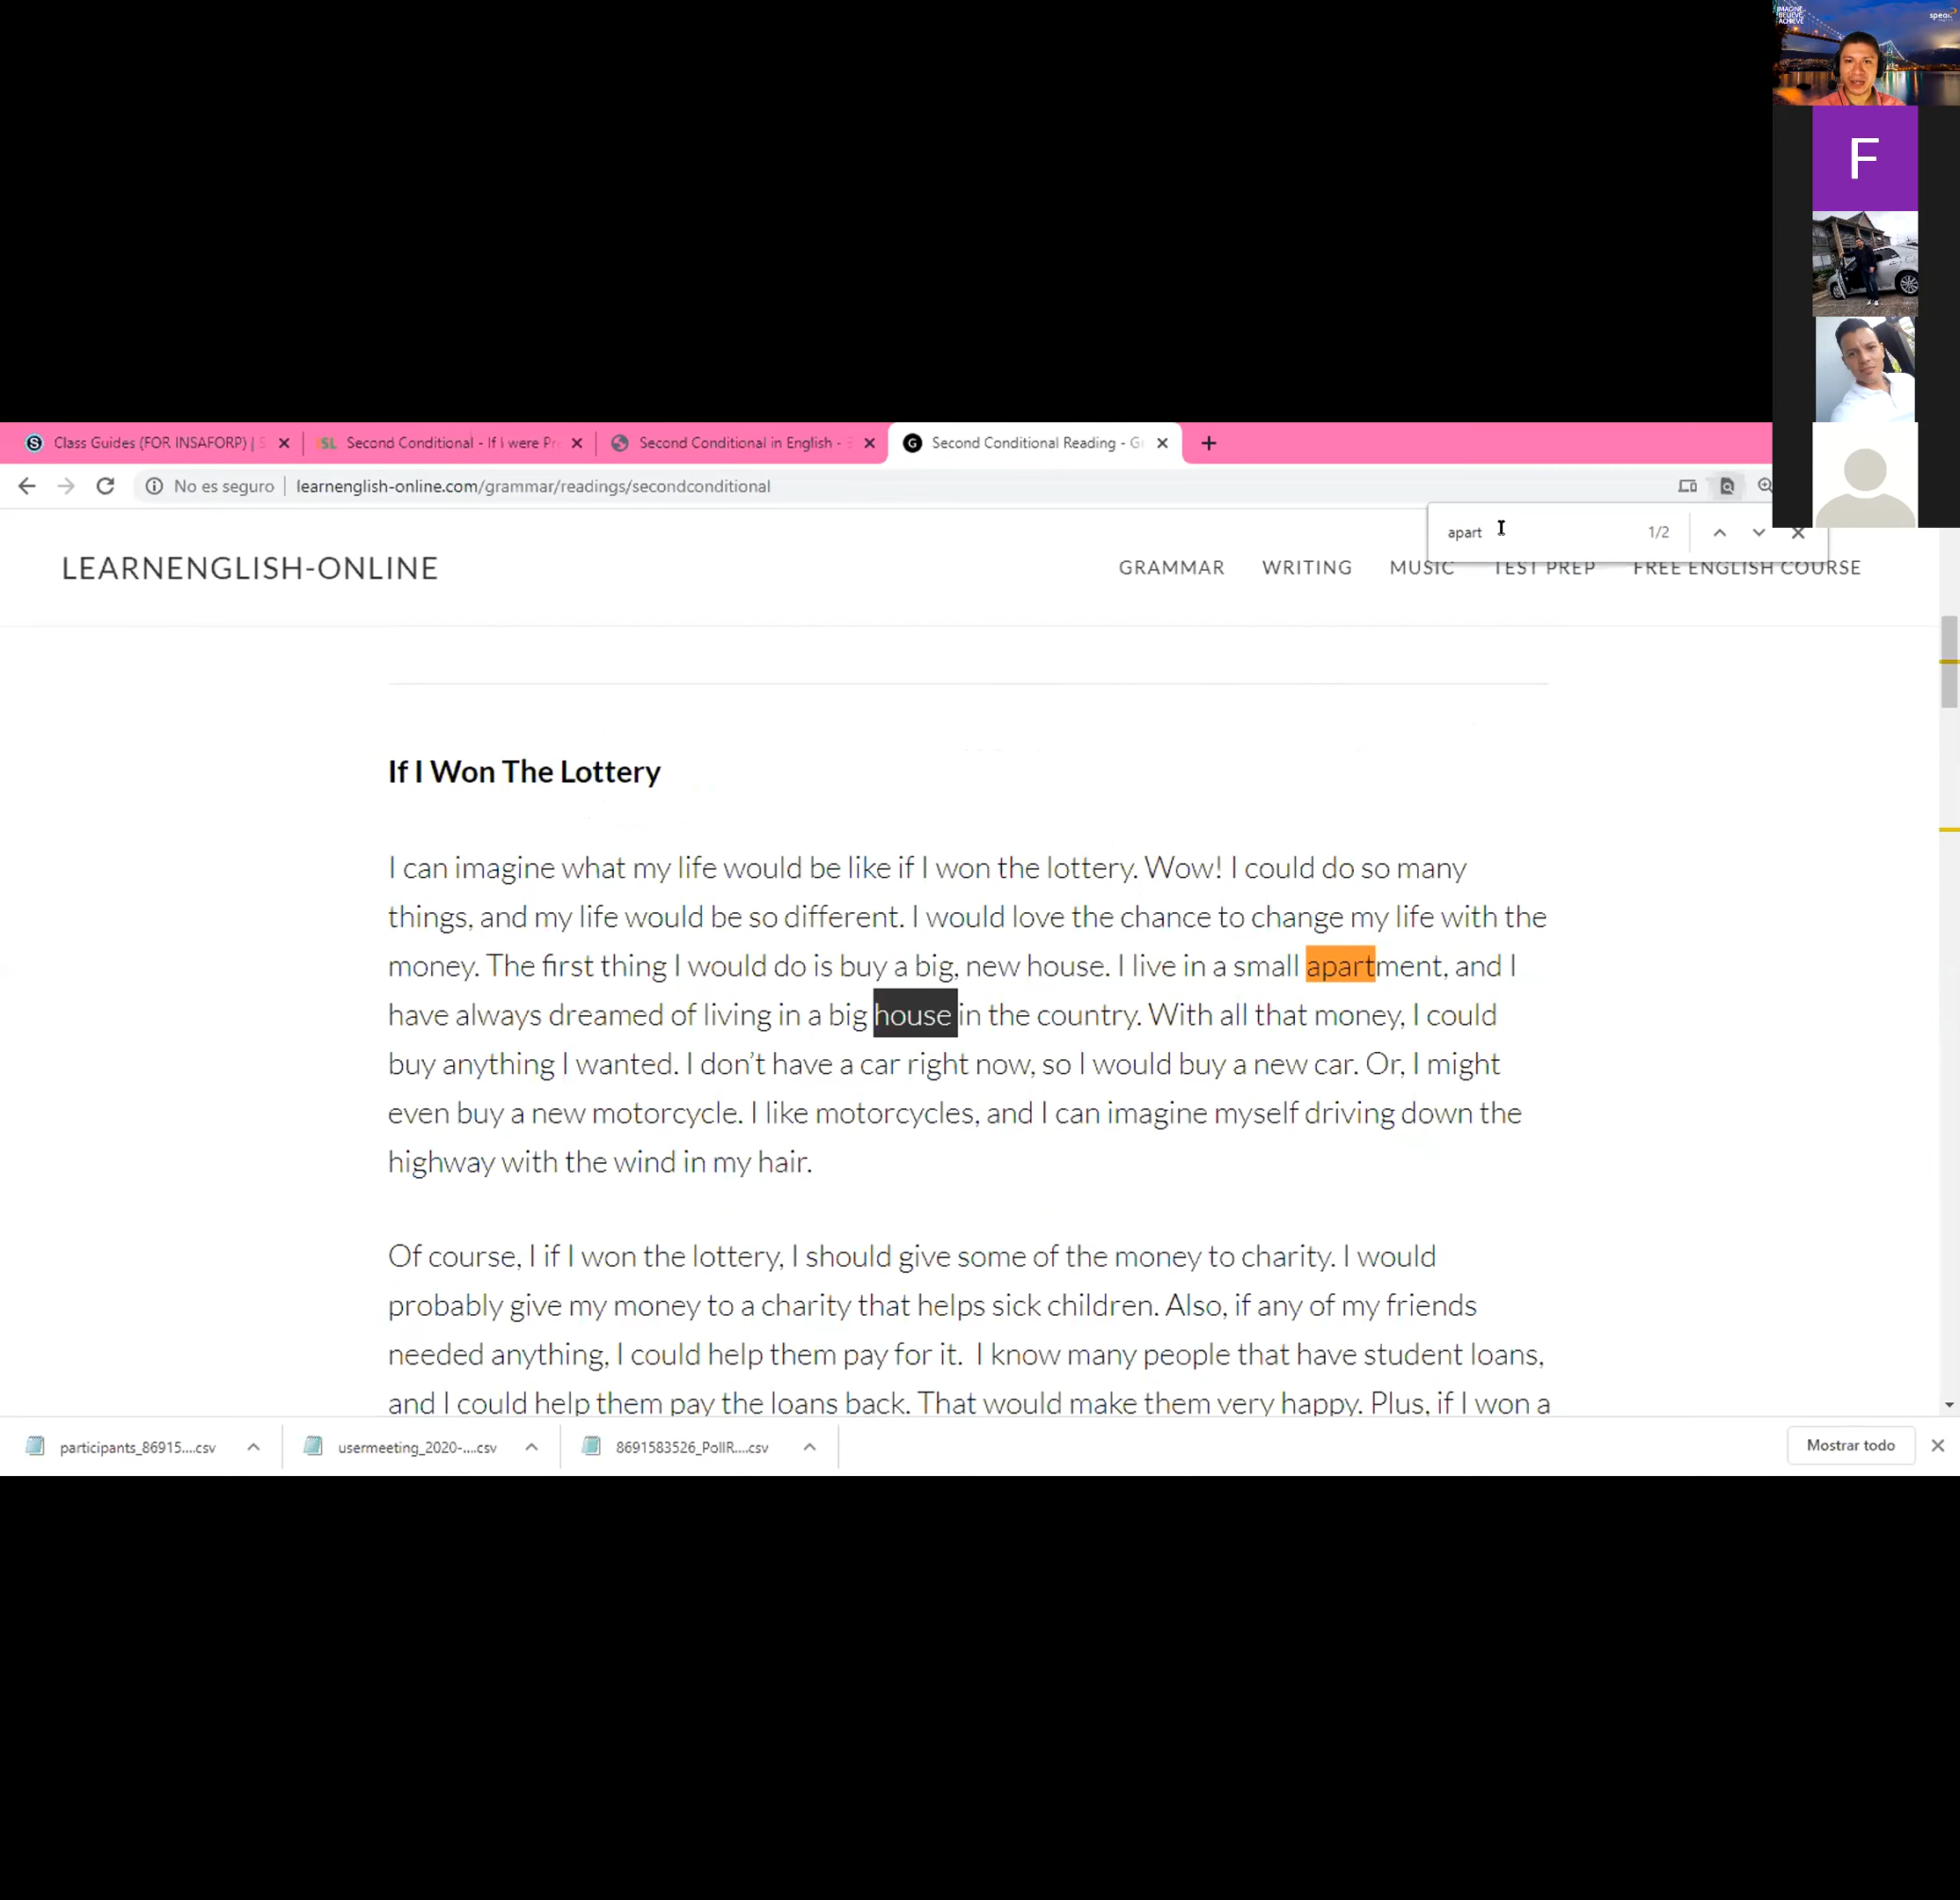 IMAGINE
BELIEVE
ACHIEVE
speak
F
Class Guides (FOR INSAFORP) |
SL Second Conditional - If I were Pr
Second Conditional in English -
G Second Conditional Reading - G
No es seguro | learnenglish-online.com/grammar/readings/secondconditional
apart 1/2
LEARNENGLISH-ONLINE
GRAMMAR WRITING MUSIC TEST PREP FREE ENGLISH COURSE
If I Won The Lottery
I can imagine what my life would be like if I won the lottery. Wow! I could do so many
things, and my life would be so different. I would love the chance to change my life with the
money. The first thing I would do is buy a big, new house. I live in a small apartment, and I
have always dreamed of living in a big house in the country. With all that money, I could
buy anything I wanted. I don't have a car right now, so I would buy a new car. Or, I might
even buy a new motorcycle. I like motorcycles, and I can imagine myself driving down the
highway with the wind in my hair.
Of course, I if I won the lottery, I should give some of the money to charity. I would
probably give my money to a charity that helps sick children. Also, if any of my friends
needed anything, I could help them pay for it. I know many people that have student loans,
and I could help them pay the loans back. That would make them very happy. Plus, if I won a
participants_86915....csv
usermeeting_2020-....csv
8691583526_PollR....csv
Mostrar todo